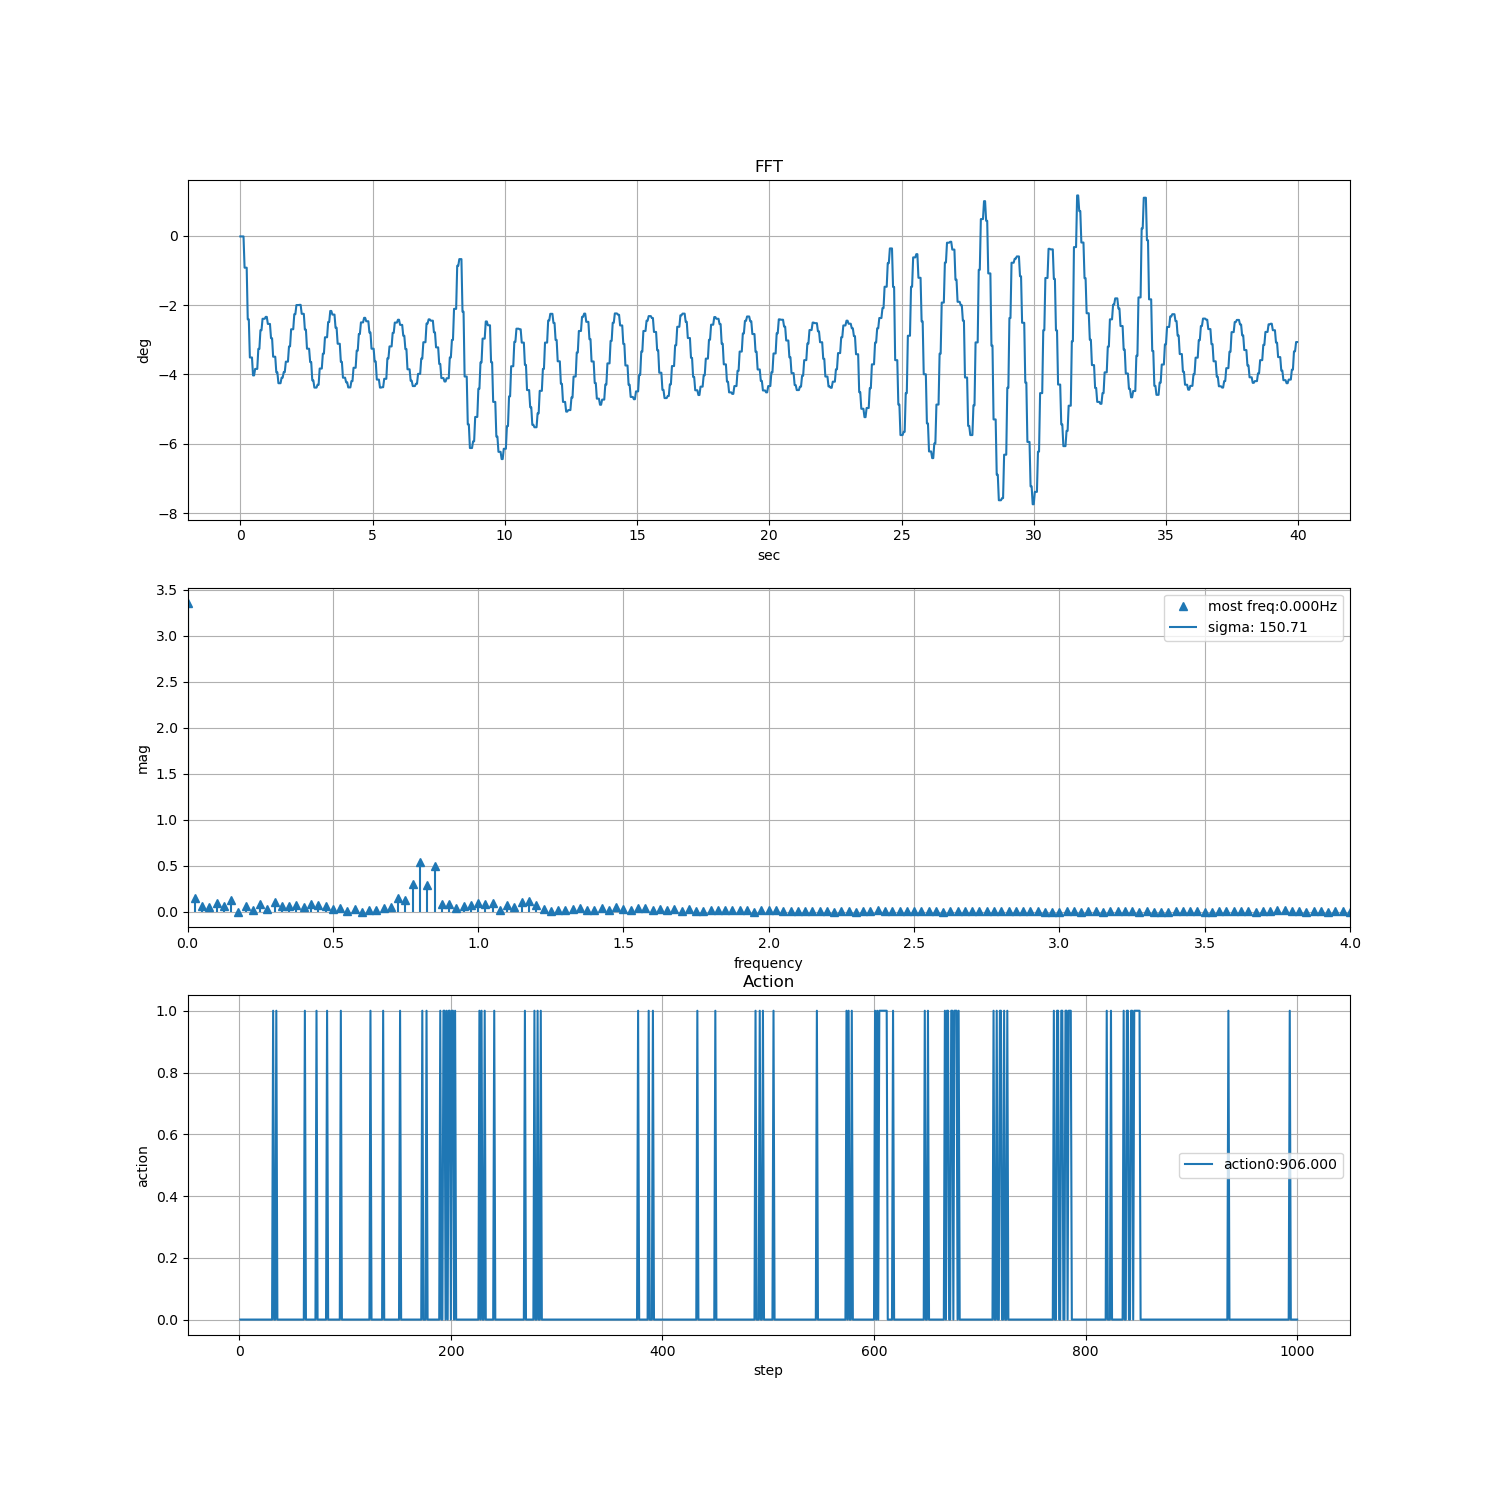 FFT
0
−2
−4
−6
−8
deg
0 5 10 15 20 25 30 35 40
sec
3.5
3.0
2.5
2.0
1.5
1.0
0.5
0.0
mag
most freq:0.000Hz
sigma: 150.71
0.0 0.5 1.0 1.5 2.0 2.5 3.0 3.5 4.0
frequency
Action
1.0
0.8
0.6
0.4
0.2
0.0
action
action0:906.000
0 200 400 600 800 1000
step